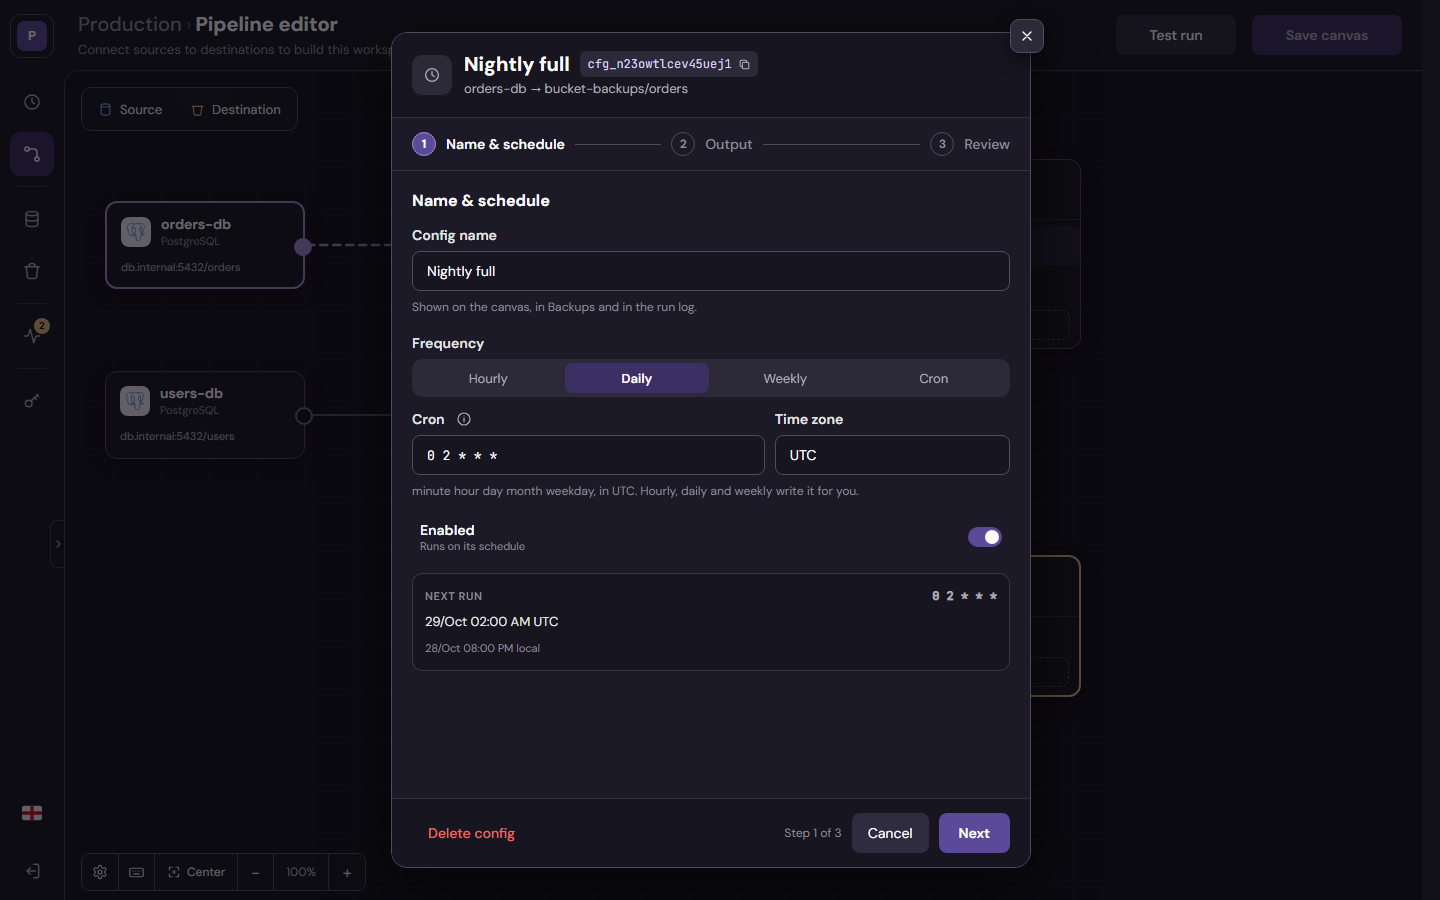 P
Production › Pipeline editor
Connect sources to destinations to build this worksp
Test run
Save canvas
Source
Destination
orders-db
PostgreSQL
db.internal:5432/orders
2
users-db
PostgreSQL
db.internal:5432/users
Center
−
100%
+
Nightly full
cfg_n23owtlcev45uej1
orders-db → bucket-backups/orders
1 Name & schedule
2 Output
3 Review
Name & schedule
Config name
Nightly full
Shown on the canvas, in Backups and in the run log.
Frequency
Hourly Daily Weekly Cron
Cron
Time zone
0 2 * * *
UTC
minute hour day month weekday, in UTC. Hourly, daily and weekly write it for you.
Enabled
Runs on its schedule
NEXT RUN
0 2 * * *
29/Oct 02:00 AM UTC
28/Oct 08:00 PM local
Delete config
Step 1 of 3
Cancel
Next